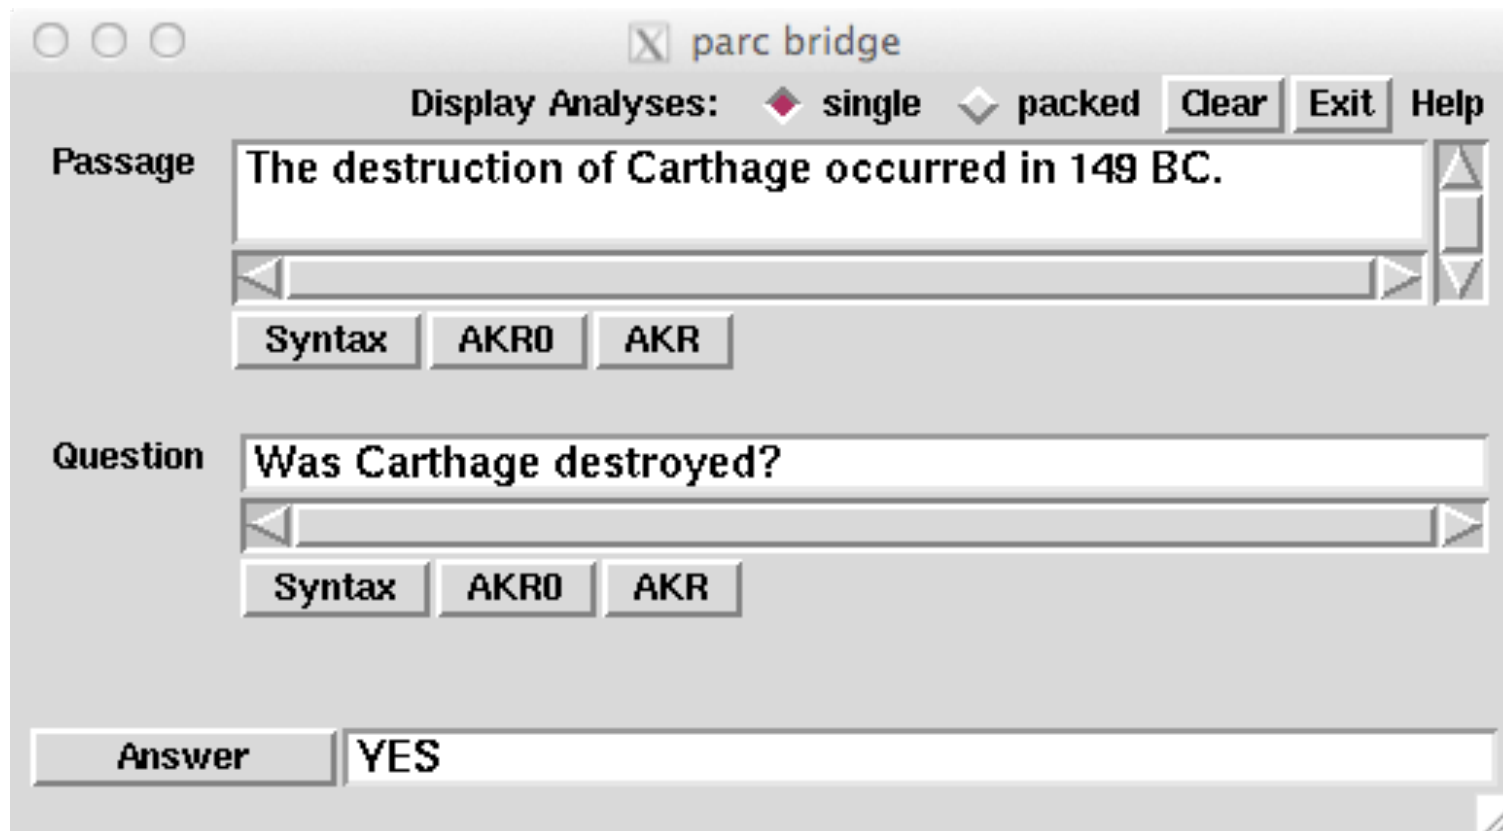 parc bridge
Display Analyses: single packed Clear Exit Help
Passage The destruction of Carthage occurred in 149 BC.
Syntax AKR0 AKR
Question Was Carthage destroyed?
Syntax AKR0 AKR
Answer YES